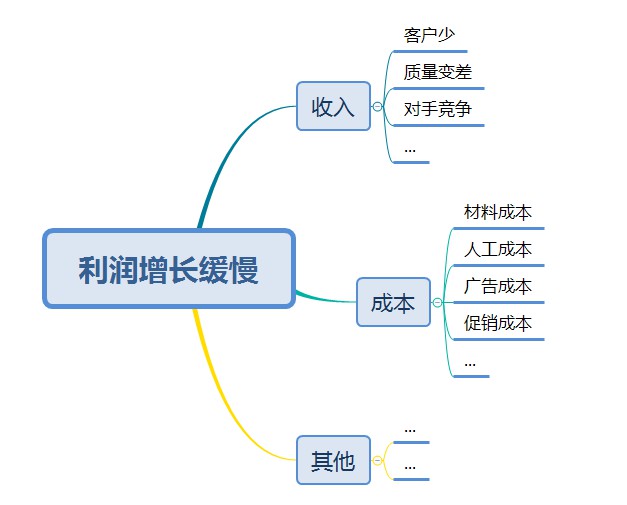 利润增长缓慢
收入
客户少
质量变差
对手竞争
...
成本
材料成本
人工成本
广告成本
促销成本
...
其他
...
...